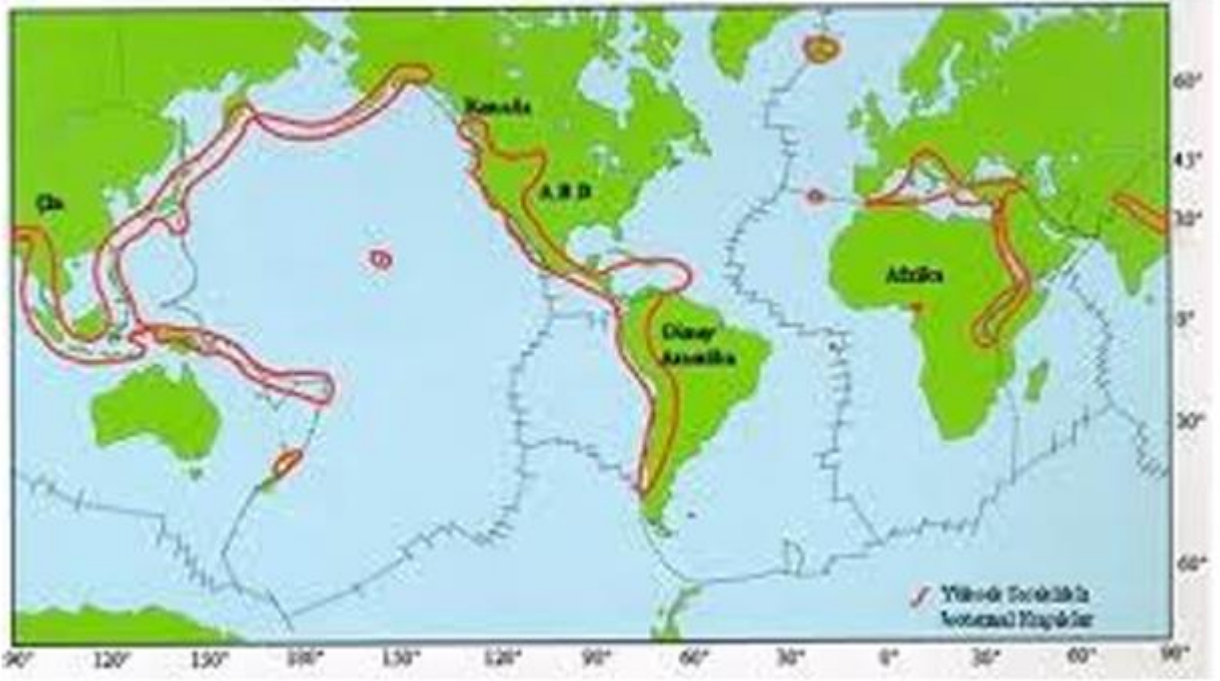 Kanada
60°
45°
Çin
A B D
30°
Afrika
0°
Güney
Amerika
30°
60°
Yüksek Sıcaklıklı
Jeotermal Kuşaklar
90° 120° 150° 180° 150° 120° 90° 60° 30° 0° 30° 60° 90°